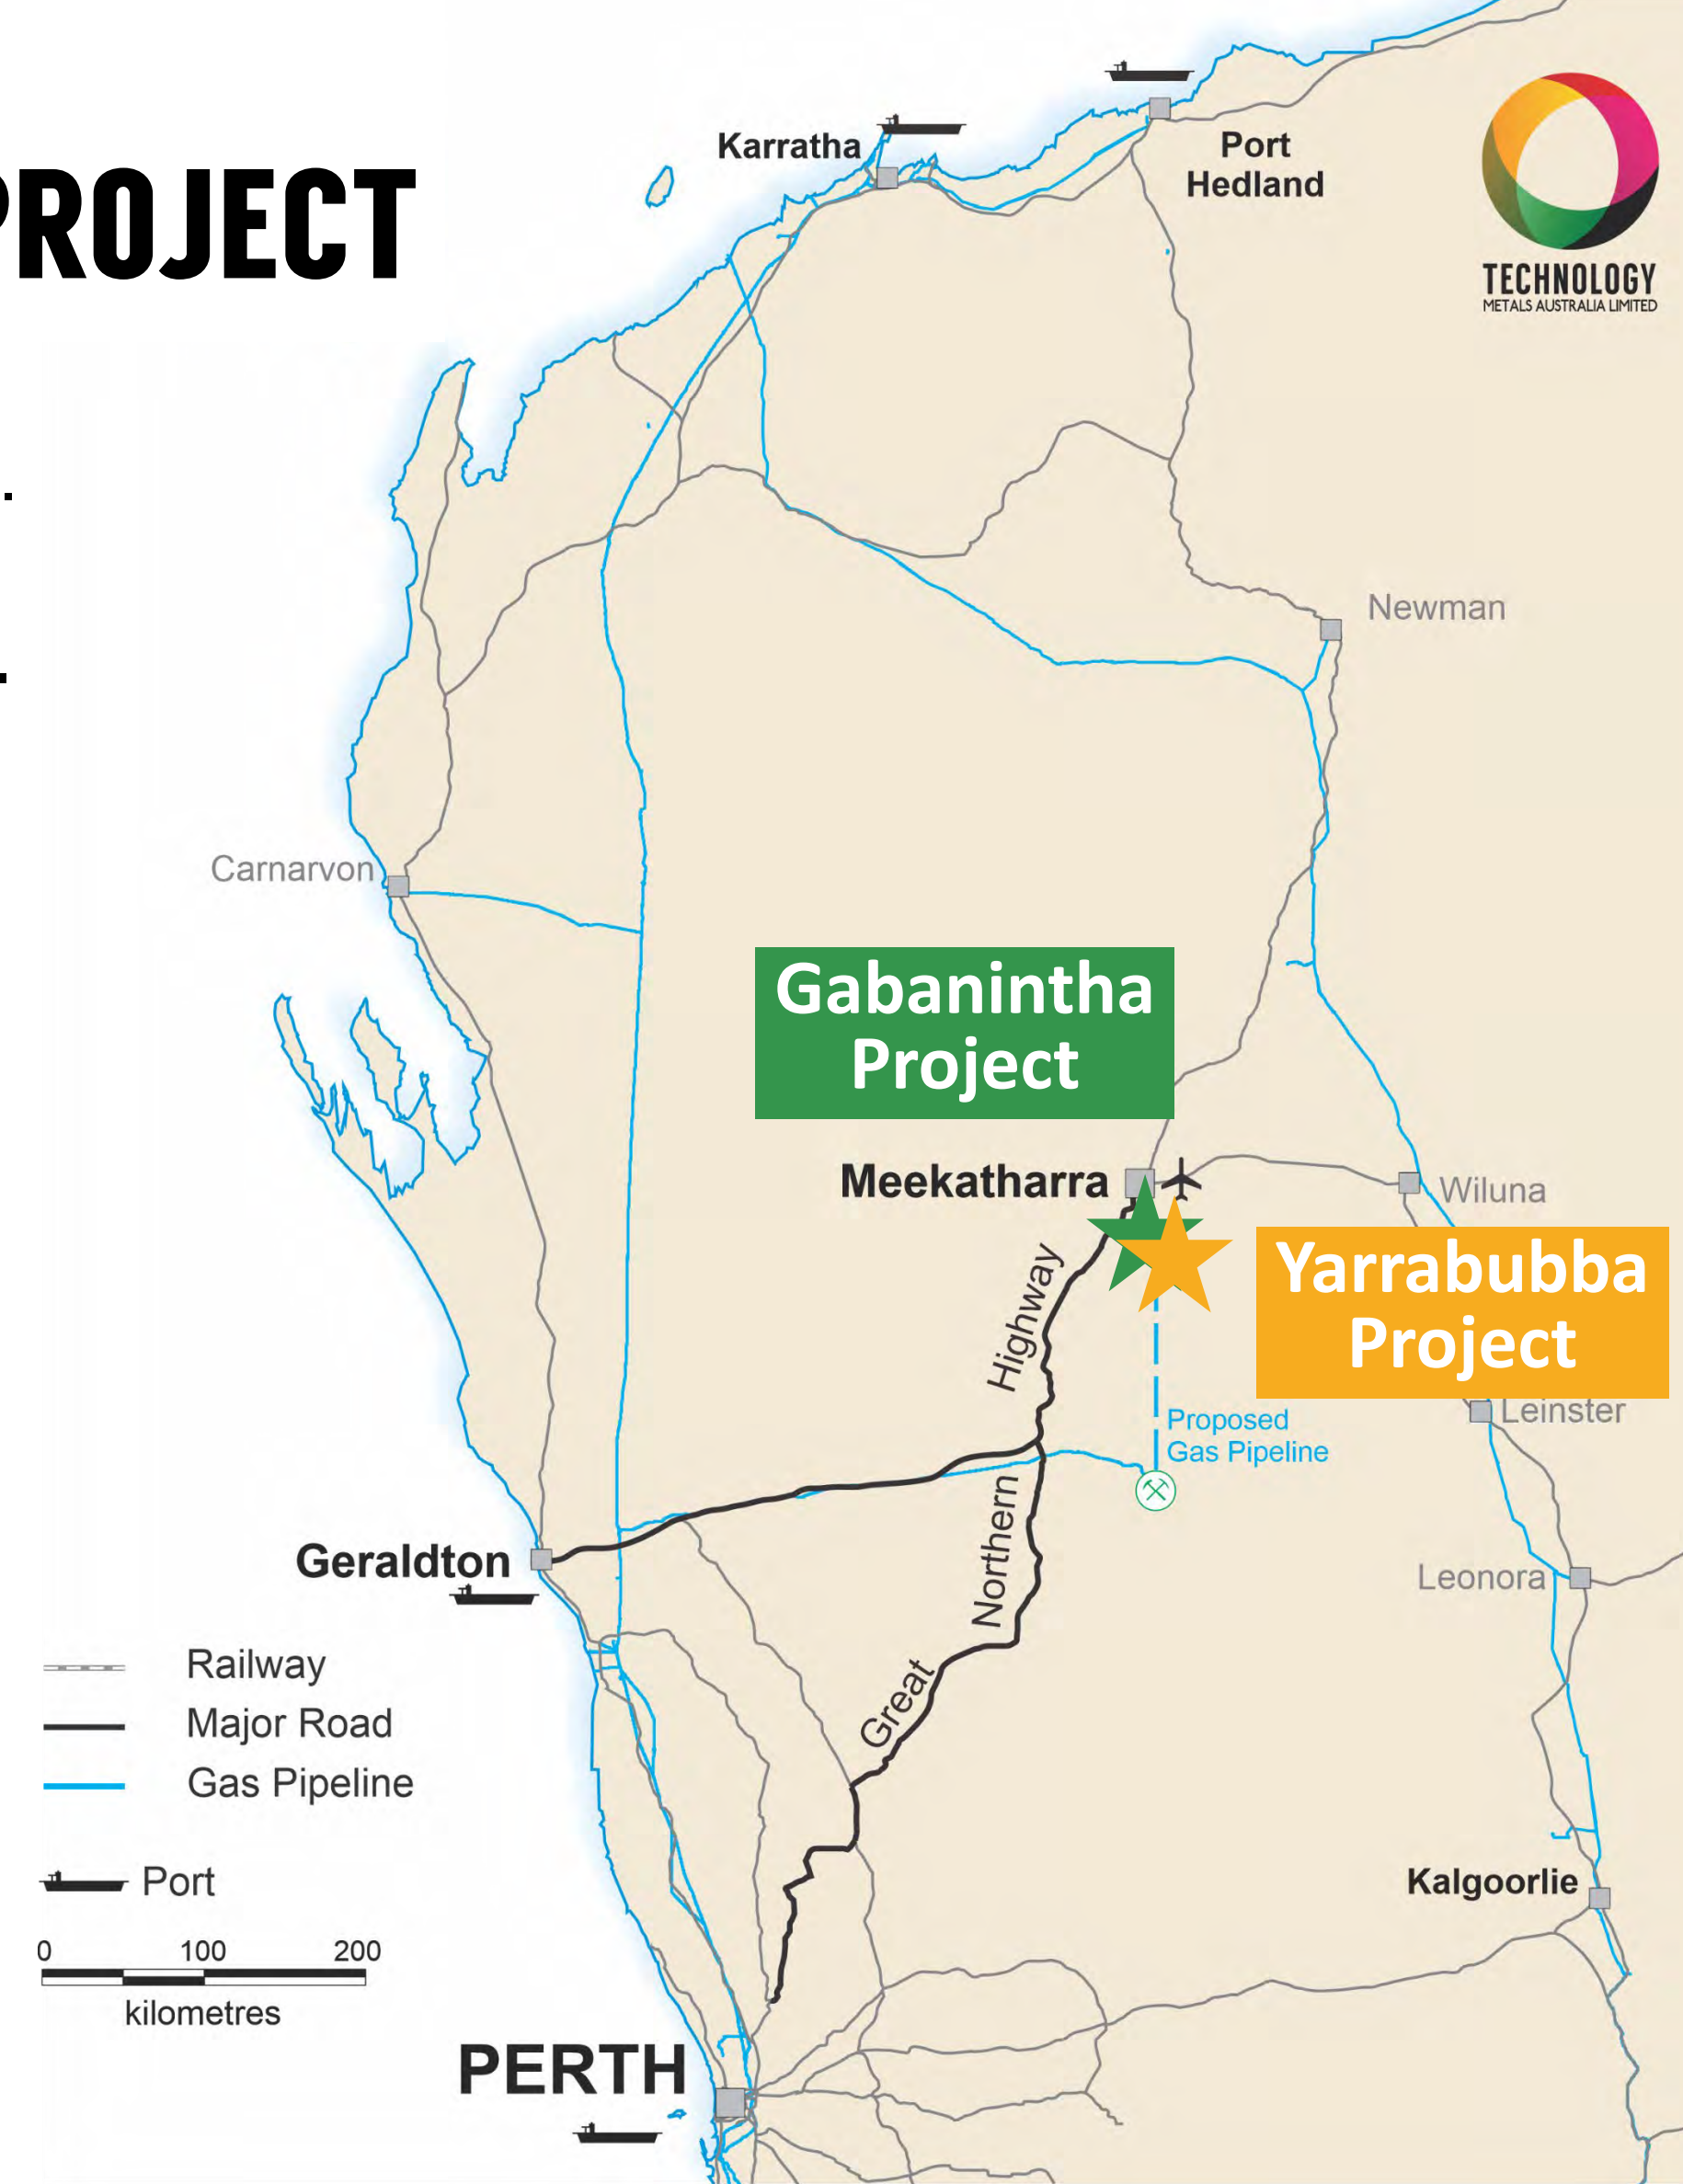 PROJECT
Karratha
Port
Hedland
TECHNOLOGY
METALS AUSTRALIA LIMITED
.
Newman
.
Carnarvon
Gabanintha
Project
Meekatharra
Wiluna
Yarrabubba
Project
Highway
Leinster
Proposed
Gas Pipeline
Northern
Geraldton
Leonora
Great
Railway
Major Road
Gas Pipeline
Port
Kalgoorlie
0 100 200
kilometres
PERTH